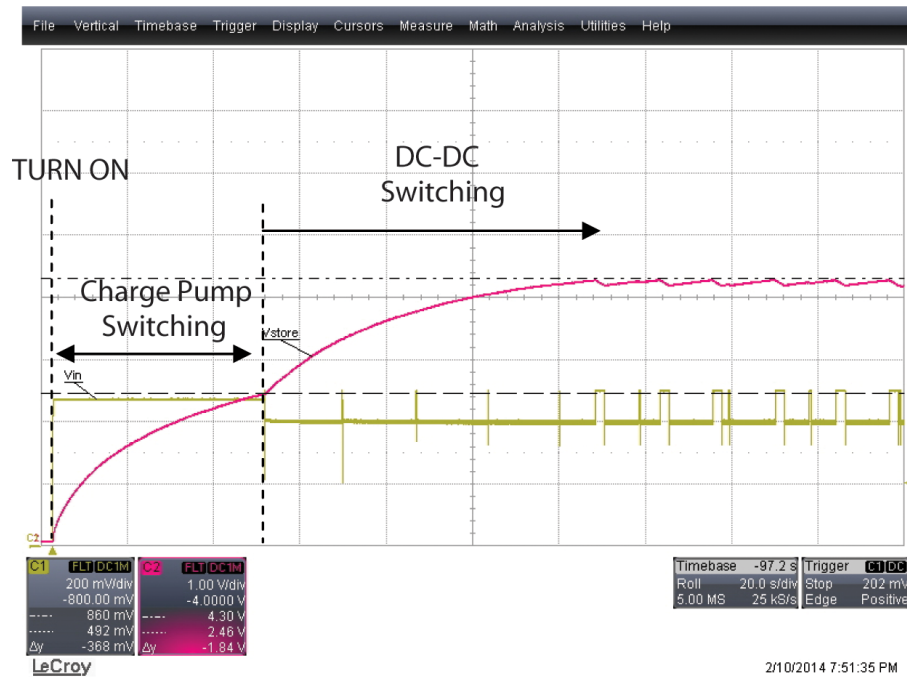 File Vertical Timebase Trigger Display Cursors Measure Math Analysis Utilities Help
TURN ON
DC-DC
Switching
Charge Pump
Switching
Vstore
Vin
C2
C1 FLT DC1M
200 mV/div
-800.00 mV
860 mV
492 mV
Δy -368 mV
C2 FLT DC1M
1.00 V/div
-4.0000 V
4.30 V
2.46 V
Δy -1.84 V
Timebase -97.2 s
Roll 20.0 s/div
5.00 MS 25 kS/s
Trigger C1 DC
Stop 202 mV
Edge Positive
LeCroy
2/10/2014 7:51:35 PM